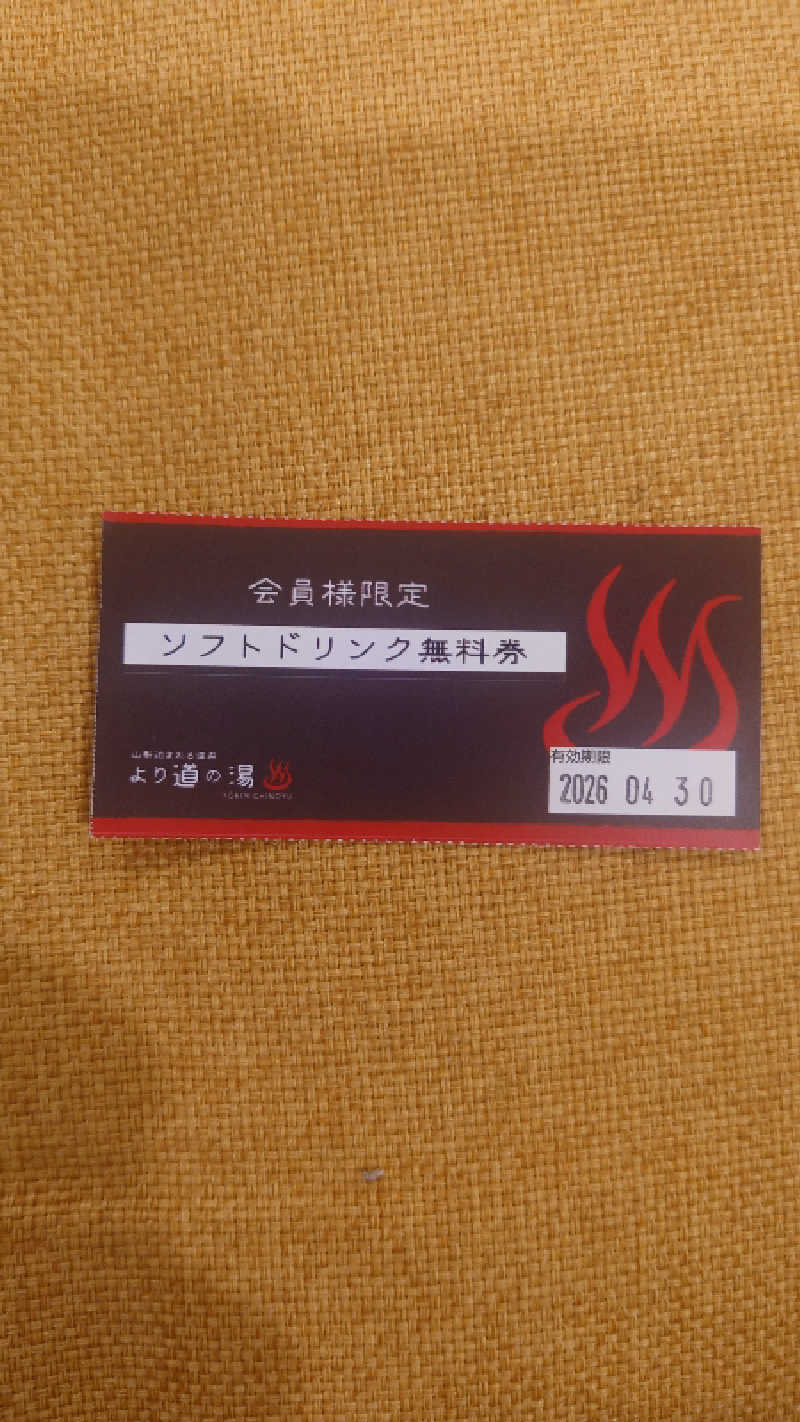 会員様限定
ソフトドリンク無料券
より道の湯
YORIMICHINOYU
有効期限
2026 04 30